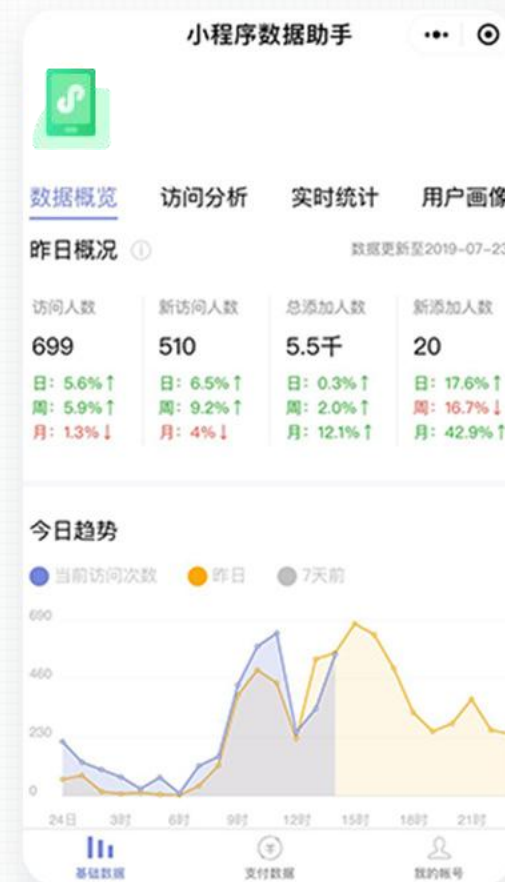 小程序数据助手
数据概览 访问分析 实时统计 用户画像
昨日概况 数据更新至2019-07-23
访问人数 新访问人数 总添加人数 新添加人数
699 510 5.5千 20
日: 5.6%↑ 日: 6.5%↑ 日: 0.3%↑ 日: 17.6%↑
周: 5.9%↑ 周: 9.2%↑ 周: 2.0%↑ 周: 16.7%↓
月: 1.3%↓ 月: 4%↓ 月: 12.1%↑ 月: 42.9%↑
今日趋势
当前访问次数 昨日 7天前
690
460
230
0
24日 3时 6时 9时 12时 15时 18时 21时
基础数据 支付数据 我的帐号